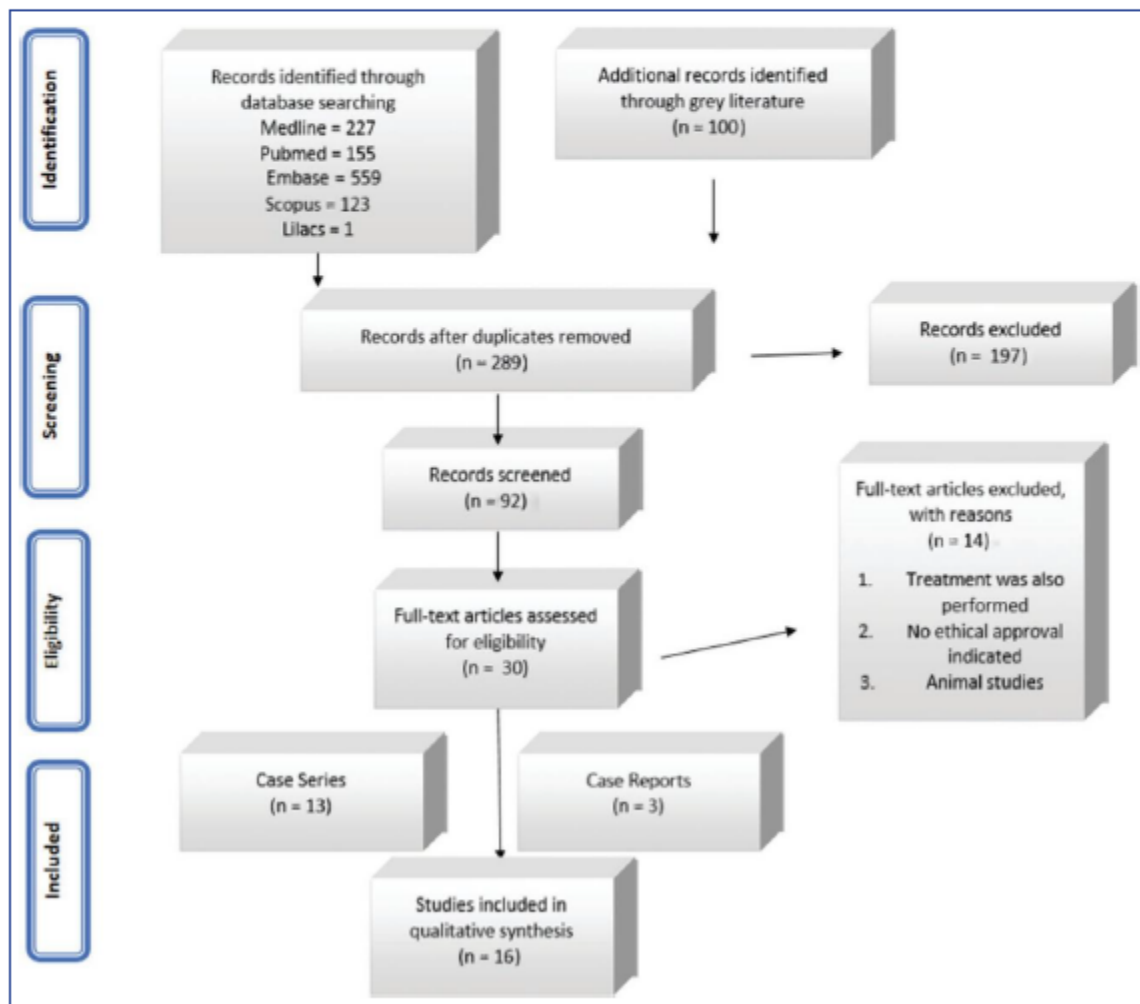 Identification
Records identified through
database searching
Medline = 227
Pubmed = 155
Embase = 559
Scopus = 123
Lilacs = 1
Additional records identified
through grey literature
(n = 100)
Screening
Records after duplicates removed
(n = 289)
Records excluded
(n = 197)
Records screened
(n = 92)
Eligibility
Full-text articles assessed
for eligibility
(n = 30)
Full-text articles excluded,
with reasons
(n = 14)
1. Treatment was also
performed
2. No ethical approval
indicated
3. Animal studies
Included
Case Series
(n = 13)
Case Reports
(n = 3)
Studies included in
qualitative synthesis
(n = 16)